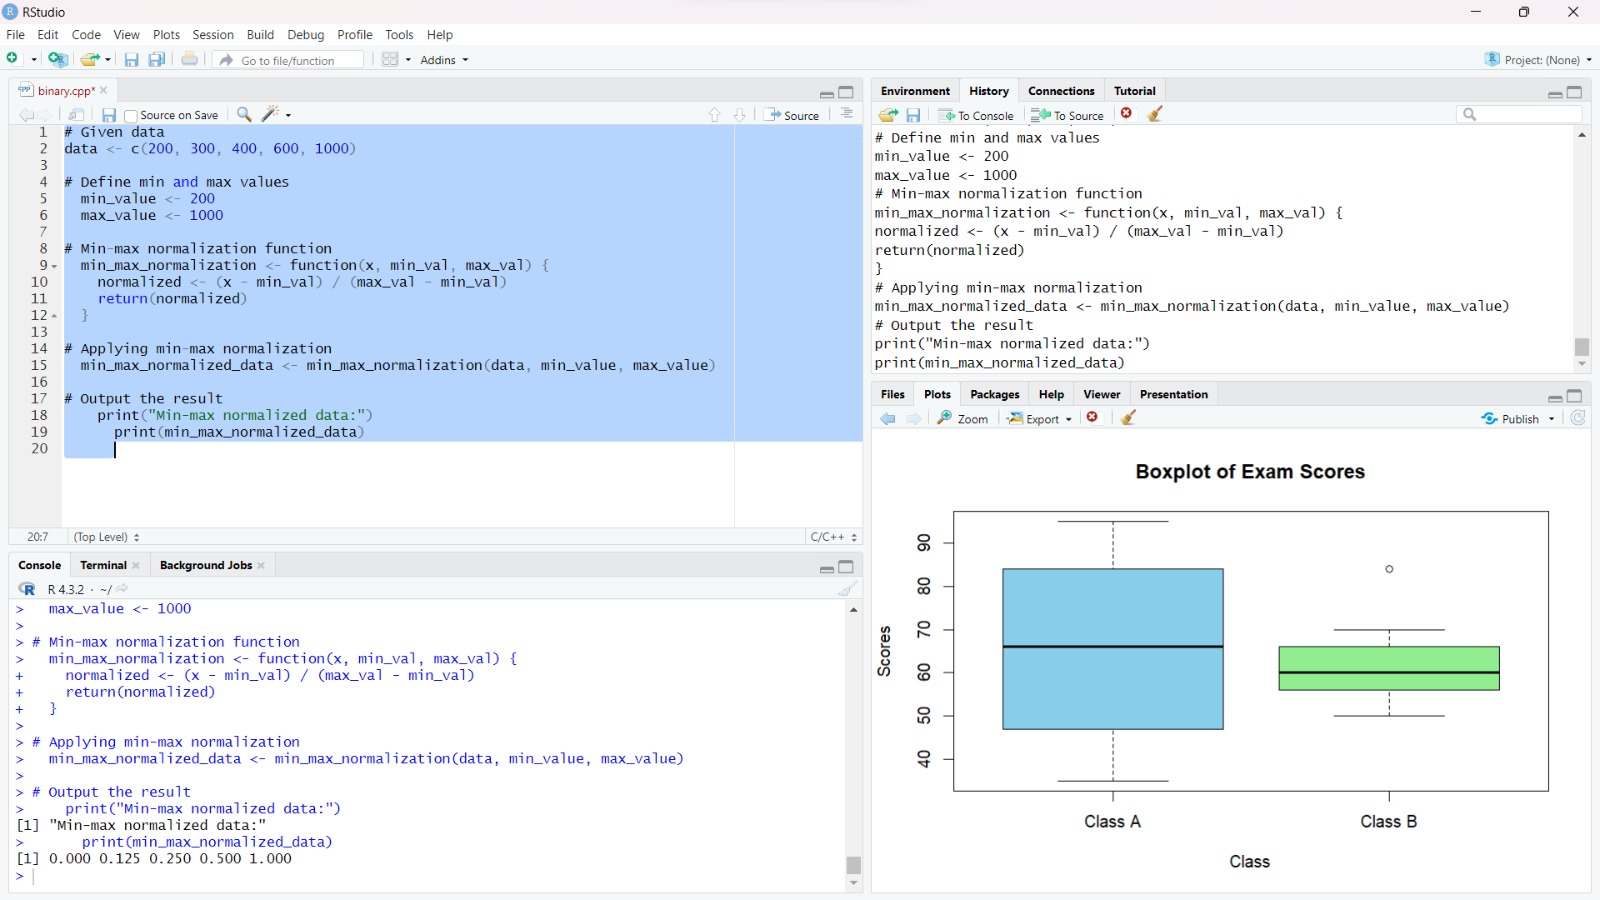 RStudio
File Edit Code View Plots Session Build Debug Profile Tools Help
Go to file/function Addins Project: (None)
binary.cpp*
Source on Save Source
1 # Given data
2 data <- c(200, 300, 400, 600, 1000)
3
4 # Define min and max values
5 min_value <- 200
6 max_value <- 1000
7
8 # Min-max normalization function
9 min_max_normalization <- function(x, min_val, max_val) {
10 normalized <- (x - min_val) / (max_val - min_val)
11 return(normalized)
12 }
13
14 # Applying min-max normalization
15 min_max_normalized_data <- min_max_normalization(data, min_value, max_value)
16
17 # Output the result
18 print("Min-max normalized data:")
19 print(min_max_normalized_data)
20
20:7 (Top Level) C/C++
Console Terminal Background Jobs
R R 4.3.2 · ~/
> max_value <- 1000
>
> # Min-max normalization function
> min_max_normalization <- function(x, min_val, max_val) {
+ normalized <- (x - min_val) / (max_val - min_val)
+ return(normalized)
+ }
>
> # Applying min-max normalization
> min_max_normalized_data <- min_max_normalization(data, min_value, max_value)
>
> # Output the result
> print("Min-max normalized data:")
[1] "Min-max normalized data:"
> print(min_max_normalized_data)
[1] 0.000 0.125 0.250 0.500 1.000
>
Environment History Connections Tutorial
To Console To Source
# Define min and max values
min_value <- 200
max_value <- 1000
# Min-max normalization function
min_max_normalization <- function(x, min_val, max_val) {
normalized <- (x - min_val) / (max_val - min_val)
return(normalized)
}
# Applying min-max normalization
min_max_normalized_data <- min_max_normalization(data, min_value, max_value)
# Output the result
print("Min-max normalized data:")
print(min_max_normalized_data)
Files Plots Packages Help Viewer Presentation
Zoom Export Publish
Boxplot of Exam Scores
Scores
90
80
70
60
50
40
Class A Class B
Class